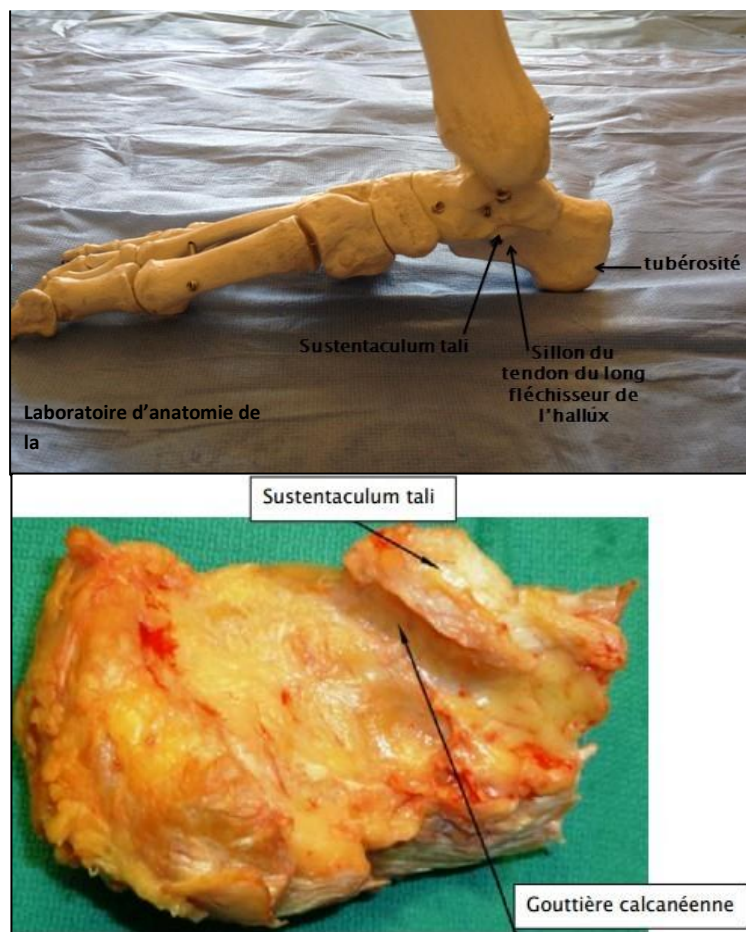 tubérosité
Sustentaculum tali
Sillon du
tendon du long
fléchisseur de
l'hallux
Laboratoire d'anatomie de
la
Sustentaculum tali
Gouttière calcanéenne